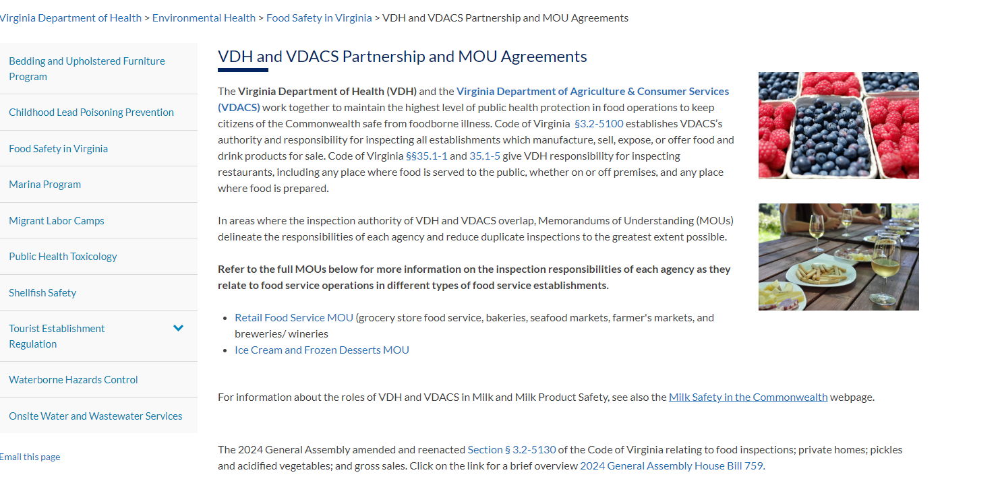 Virginia Department of Health > Environmental Health > Food Safety in Virginia > VDH and VDACS Partnership and MOU Agreements
Bedding and Upholstered Furniture
Program
Childhood Lead Poisoning Prevention
Food Safety in Virginia
Marina Program
Migrant Labor Camps
Public Health Toxicology
Shellfish Safety
Tourist Establishment
Regulation
Waterborne Hazards Control
Onsite Water and Wastewater Services
Email this page
VDH and VDACS Partnership and MOU Agreements
The Virginia Department of Health (VDH) and the Virginia Department of Agriculture & Consumer Services
(VDACS) work together to maintain the highest level of public health protection in food operations to keep
citizens of the Commonwealth safe from foodborne illness. Code of Virginia §3.2-5100 establishes VDACS’s
authority and responsibility for inspecting all establishments which manufacture, sell, expose, or offer food and
drink products for sale. Code of Virginia §§35.1-1 and 35.1-5 give VDH responsibility for inspecting
restaurants, including any place where food is served to the public, whether on or off premises, and any place
where food is prepared.
In areas where the inspection authority of VDH and VDACS overlap, Memorandums of Understanding (MOUs)
delineate the responsibilities of each agency and reduce duplicate inspections to the greatest extent possible.
Refer to the full MOUs below for more information on the inspection responsibilities of each agency as they
relate to food service operations in different types of food service establishments.
• Retail Food Service MOU (grocery store food service, bakeries, seafood markets, farmer's markets, and
breweries/ wineries
• Ice Cream and Frozen Desserts MOU
For information about the roles of VDH and VDACS in Milk and Milk Product Safety, see also the Milk Safety in the Commonwealth webpage.
The 2024 General Assembly amended and reenacted Section § 3.2-5130 of the Code of Virginia relating to food inspections; private homes; pickles
and acidified vegetables; and gross sales. Click on the link for a brief overview 2024 General Assembly House Bill 759.